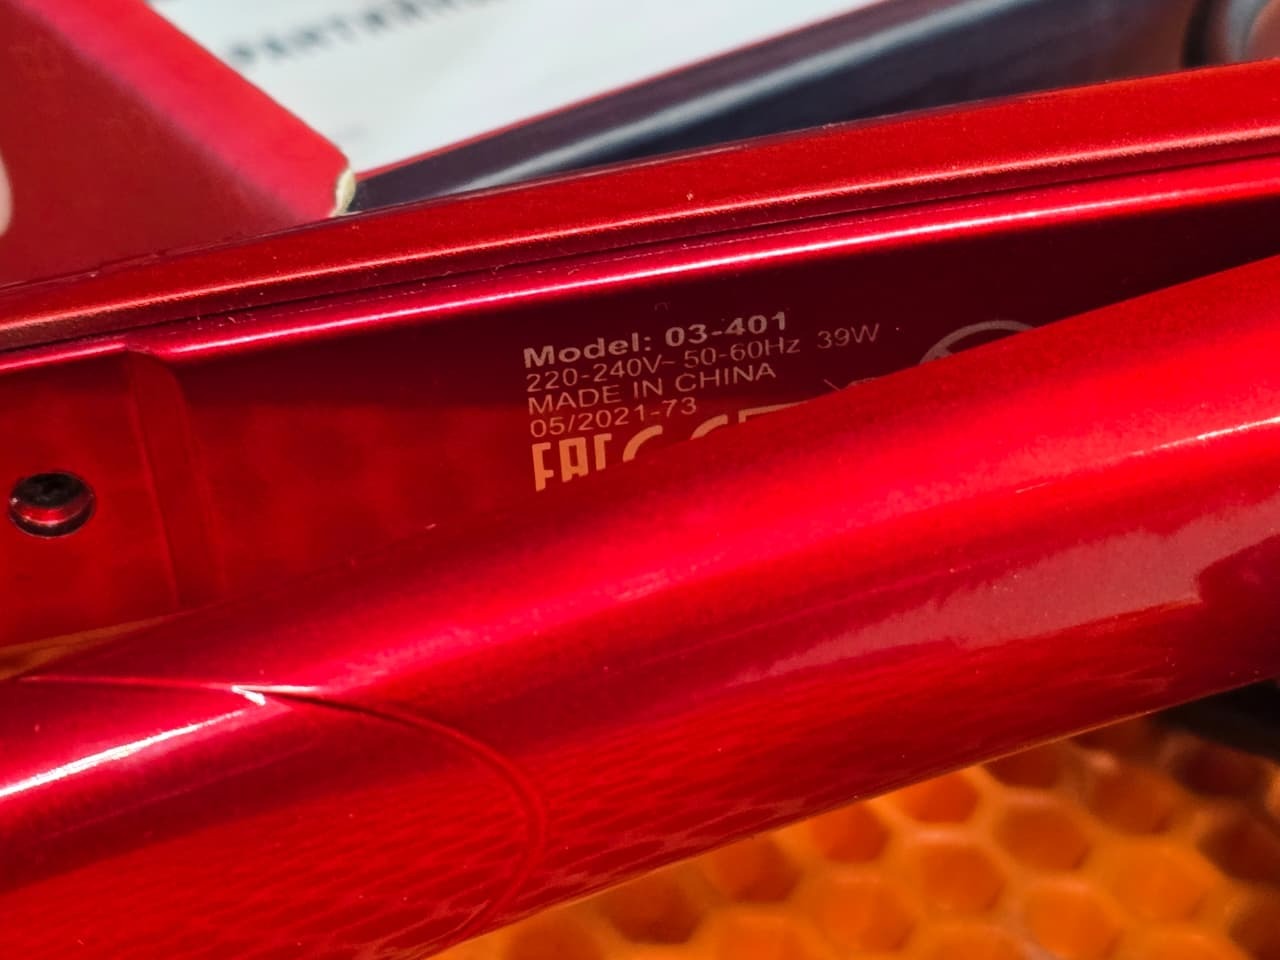 Model: 03-401
220-240V~ 50-60Hz 39W
MADE IN CHINA
05/2021-73